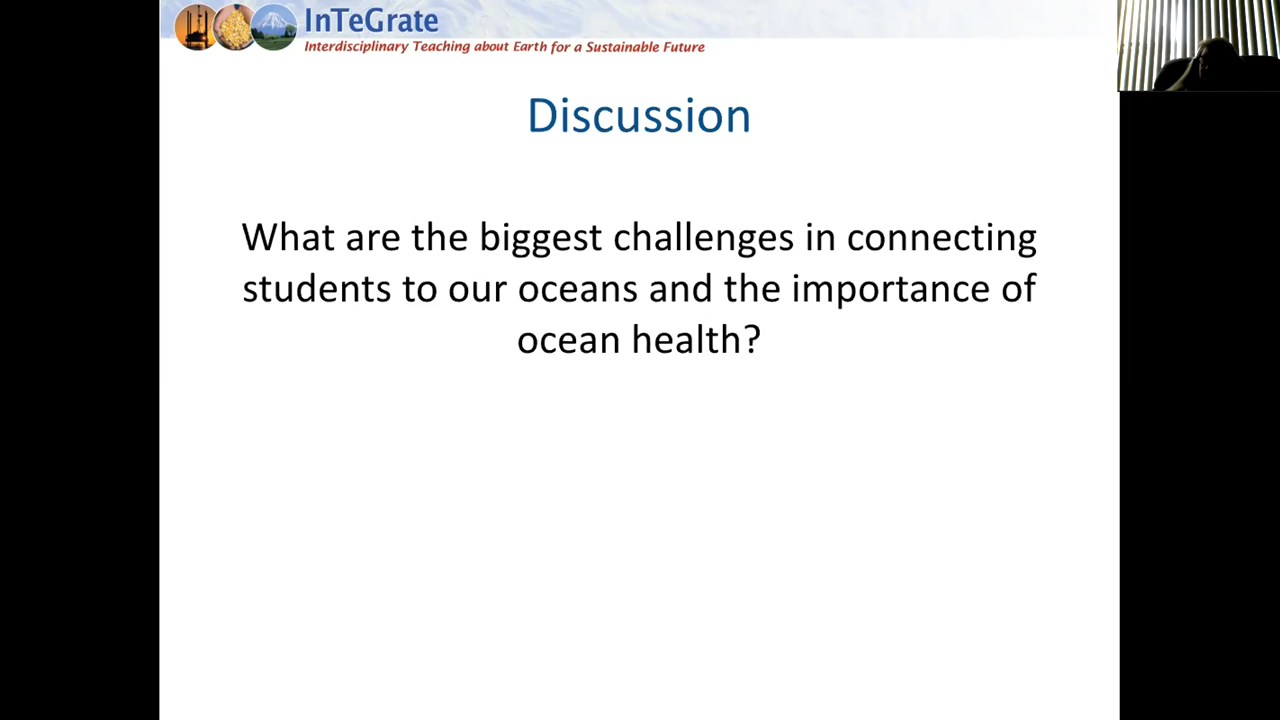 InTeGrate
Interdisciplinary Teaching about Earth for a Sustainable Future
Discussion
What are the biggest challenges in connecting
students to our oceans and the importance of
ocean health?